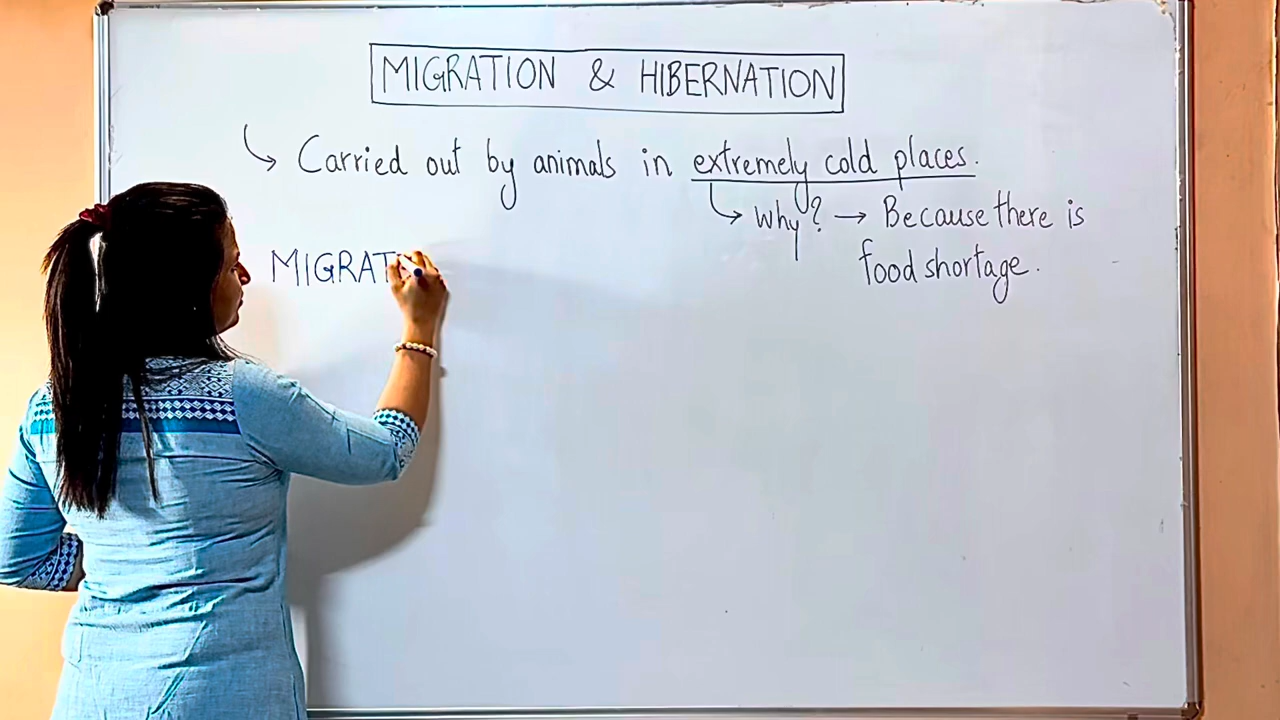 MIGRATION & HIBERNATION
Carried out by animals in extremely cold places.
why? → Because there is
food shortage.
MIGRAT